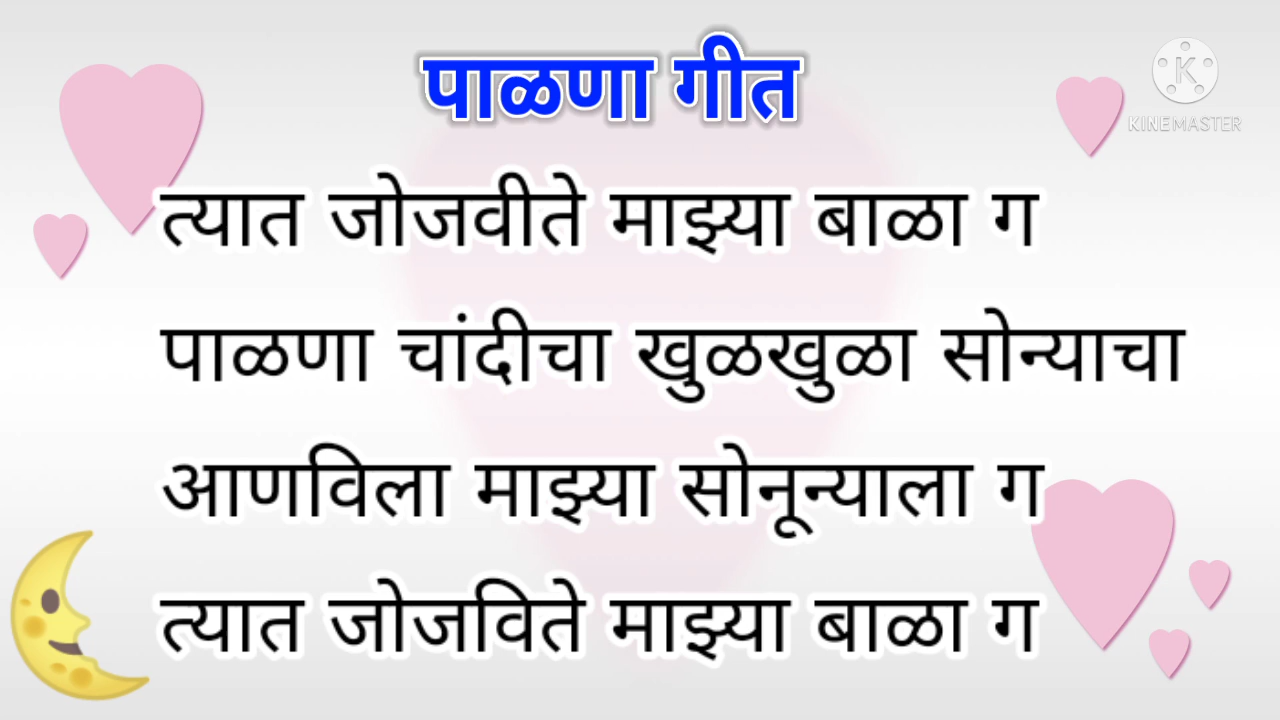 पाळणा गीत
KINEMASTER
त्यात जोजवीते माझ्या बाळा ग
पाळणा चांदीचा खुळखुळा सोन्याचा
आणविला माझ्या सोनून्याला ग
त्यात जोजविते माझ्या बाळा ग